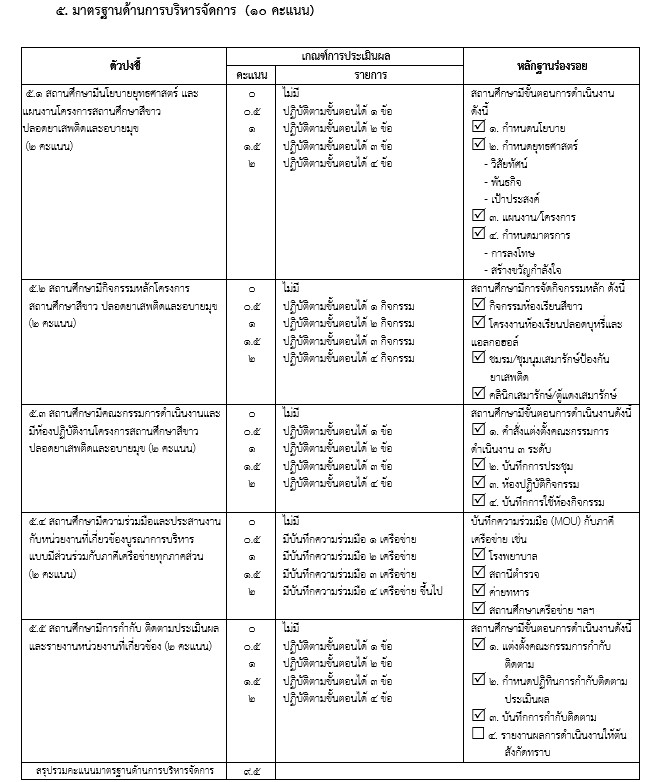 ๕. มาตรฐานด้านการบริหารจัดการ (๑๐ คะแนน)
ตัวบ่งชี้
เกณฑ์การประเมินผล
หลักฐานร่องรอย
คะแนน
รายการ
๕.๑ สถานศึกษามีนโยบายยุทธศาสตร์ และ
แผนงานโครงการสถานศึกษาสีขาว
ปลอดยาเสพติดและอบายมุข
(๒ คะแนน)
๐ ไม่มี
๐.๕ ปฏิบัติตามขั้นตอนได้ ๑ ข้อ
๑ ปฏิบัติตามขั้นตอนได้ ๒ ข้อ
๑.๕ ปฏิบัติตามขั้นตอนได้ ๓ ข้อ
๒ ปฏิบัติตามขั้นตอนได้ ๔ ข้อ
สถานศึกษามีขั้นตอนการดำเนินงาน
ดังนี้
☑ ๑. กำหนดนโยบาย
☑ ๒. กำหนดยุทธศาสตร์
- วิสัยทัศน์
- พันธกิจ
- เป้าประสงค์
☑ ๓. แผนงาน/โครงการ
☑ ๔. กำหนดมาตรการ
- การลงโทษ
- สร้างขวัญกำลังใจ
๕.๒ สถานศึกษามีกิจกรรมหลักโครงการ
สถานศึกษาสีขาว ปลอดยาเสพติดและอบายมุข
(๒ คะแนน)
๐ ไม่มี
๐.๕ ปฏิบัติตามขั้นตอนได้ ๑ กิจกรรม
๑ ปฏิบัติตามขั้นตอนได้ ๒ กิจกรรม
๑.๕ ปฏิบัติตามขั้นตอนได้ ๓ กิจกรรม
๒ ปฏิบัติตามขั้นตอนได้ ๔ กิจกรรม
สถานศึกษามีการจัดกิจกรรมหลัก ดังนี้
☑ กิจกรรมห้องเรียนสีขาว
☑ โครงงานห้องเรียนปลอดบุหรี่และ
แอลกอฮอล์
☑ ชมรม/ชุมนุมเสมารักษ์ป้องกัน
ยาเสพติด
☑ คลินิกเสมารักษ์/ตู้แดงเสมารักษ์
๕.๓ สถานศึกษามีคณะกรรมการดำเนินงานและ
มีห้องปฏิบัติงานโครงการสถานศึกษาสีขาว
ปลอดยาเสพติดและอบายมุข (๒ คะแนน)
๐ ไม่มี
๐.๕ ปฏิบัติตามขั้นตอนได้ ๑ ข้อ
๑ ปฏิบัติตามขั้นตอนได้ ๒ ข้อ
๑.๕ ปฏิบัติตามขั้นตอนได้ ๓ ข้อ
๒ ปฏิบัติตามขั้นตอนได้ ๔ ข้อ
สถานศึกษามีขั้นตอนการดำเนินงานดังนี้
☑ ๑. คำสั่งแต่งตั้งคณะกรรมการ
ดำเนินงาน ๓ ระดับ
☑ ๒. บันทึกการประชุม
☑ ๓. ห้องปฏิบัติกิจกรรม
☑ ๔. บันทึกการใช้ห้องกิจกรรม
๕.๔ สถานศึกษามีความร่วมมือและประสานงาน
กับหน่วยงานที่เกี่ยวข้องบูรณาการบริหาร
แบบมีส่วนร่วมกับภาคีเครือข่ายทุกภาคส่วน
(๒ คะแนน)
๐ ไม่มี
๐.๕ มีบันทึกความร่วมมือ ๑ เครือข่าย
๑ มีบันทึกความร่วมมือ ๒ เครือข่าย
๑.๕ มีบันทึกความร่วมมือ ๓ เครือข่าย
๒ มีบันทึกความร่วมมือ ๔ เครือข่าย ขึ้นไป
บันทึกความร่วมมือ (MOU) กับภาคี
เครือข่าย เช่น
☑ โรงพยาบาล
☑ สถานีตำรวจ
☑ ค่ายทหาร
☑ สถานศึกษาเครือข่าย ฯลฯ
๕.๕ สถานศึกษามีการกำกับ ติดตามประเมินผล
และรายงานหน่วยงานที่เกี่ยวข้อง (๒ คะแนน)
๐ ไม่มี
๐.๕ ปฏิบัติตามขั้นตอนได้ ๑ ข้อ
๑ ปฏิบัติตามขั้นตอนได้ ๒ ข้อ
๑.๕ ปฏิบัติตามขั้นตอนได้ ๓ ข้อ
๒ ปฏิบัติตามขั้นตอนได้ ๔ ข้อ
สถานศึกษามีขั้นตอนการดำเนินงานดังนี้
☑ ๑. แต่งตั้งคณะกรรมการกำกับ
ติดตาม
☑ ๒. กำหนดปฏิทินการกำกับติดตาม
ประเมินผล
☑ ๓. บันทึกการกำกับติดตาม
☐ ๔. รายงานผลการดำเนินงานให้ต้น
สังกัดทราบ
สรุปรวมคะแนนมาตรฐานด้านการบริหารจัดการ ๙.๕